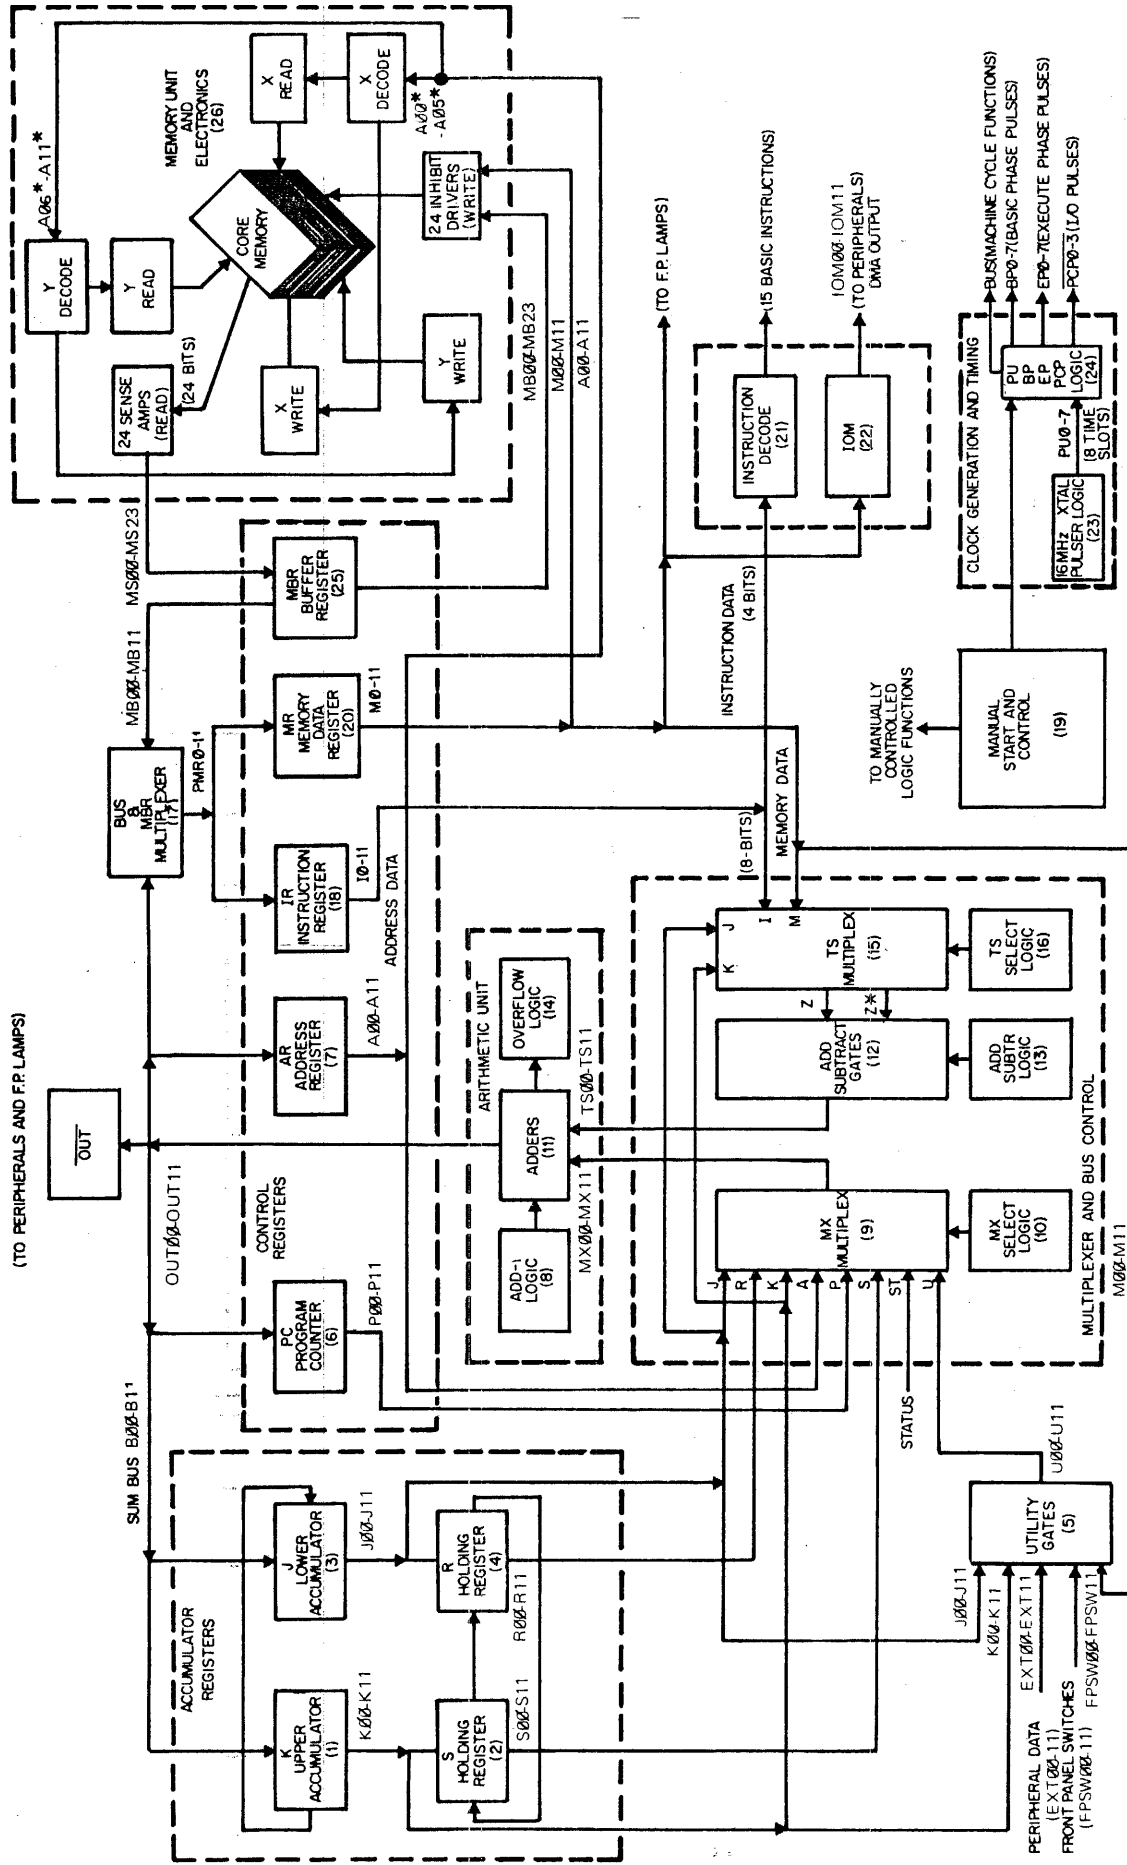 (TO PERIPHERALS AND F.P. LAMPS)
OUT
SUM BUS B00-B11
OUT00-OUT11
BUS
&
MBR
MULTIPLEXER
(17)
MB00-MB11
MS00-MS23
PMR0-11
ACCUMULATOR
REGISTERS
K
UPPER
ACCUMULATOR
(1)
K00-K11
J
LOWER
ACCUMULATOR
(3)
J00-J11
S
HOLDING
REGISTER
(2)
S00-S11
R
HOLDING
REGISTER
(4)
R00-R11
CONTROL
REGISTERS
PC
PROGRAM
COUNTER
(6)
P00-P11
AR
ADDRESS
REGISTER
(7)
A00-A11
ADDRESS DATA
IR
INSTRUCTION
REGISTER
(18)
I0-11
MR
MEMORY
DATA
REGISTER
(20)
M0-11
MBR
BUFFER
REGISTER
(25)
ARITHMETIC UNIT
ADD-1
LOGIC
(8)
ADDERS
(11)
OVERFLOW
LOGIC
(14)
MX00-MX11
TS00-TS11
MEMORY UNIT
AND
ELECTRONICS
(26)
A06*-A11*
Y
DECODE
Y
READ
24 SENSE
AMPS
(READ)
(24 BITS)
CORE
MEMORY
X
READ
X
DECODE
A00*
-A05*
X
WRITE
Y
WRITE
24 INHIBIT
DRIVERS
(WRITE)
MB00-MB23
M00-M11
A00-A11
(TO F.P. LAMPS)
INSTRUCTION DATA
(4 BITS)
(8-BITS)
MEMORY DATA
INSTRUCTION
DECODE
(21)
(15 BASIC INSTRUCTIONS)
IOM
(22)
IOM00-IOM11
(TO PERIPHERALS)
DMA OUTPUT
J
R
K
A
P
S
ST
U
MX
MULTIPLEX
(9)
MX
SELECT
LOGIC
(10)
ADD
SUBTRACT
GATES
(12)
ADD
SUBTR
LOGIC
(13)
Z
Z*
K
J
I
M
TS
MULTIPLEX
(15)
TS
SELECT
LOGIC
(16)
MULTIPLEXER AND BUS CONTROL
M00-M11
STATUS
U00-U11
UTILITY
GATES
(5)
J00-J11
K00-K11
EXT00-EXT11
FPSW00-FPSW11
PERIPHERAL DATA
(EXT00-11)
FRONT PANEL SWITCHES
(FPSW00-11)
TO MANUALLY
CONTROLLED
LOGIC FUNCTIONS
MANUAL
START AND
CONTROL
(19)
CLOCK GENERATION AND TIMING
16MHz XTAL
PULSER LOGIC
(23)
PU0-7
(8 TIME
SLOTS)
PU
BP
EP
PCP
LOGIC
(24)
BUS(MACHINE CYCLE FUNCTIONS)
BP0-7(BASIC PHASE PULSES)
EP0-7(EXECUTE PHASE PULSES)
PCP0-3(I/O PULSES)